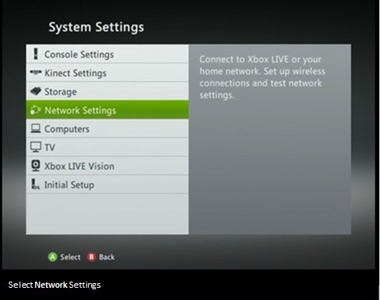 System Settings
Console Settings
Kinect Settings
Storage
Network Settings
Computers
TV
Xbox LIVE Vision
Initial Setup
Connect to Xbox LIVE or your
home network. Set up wireless
connections and test network
settings.
A Select B Back
Select Network Settings